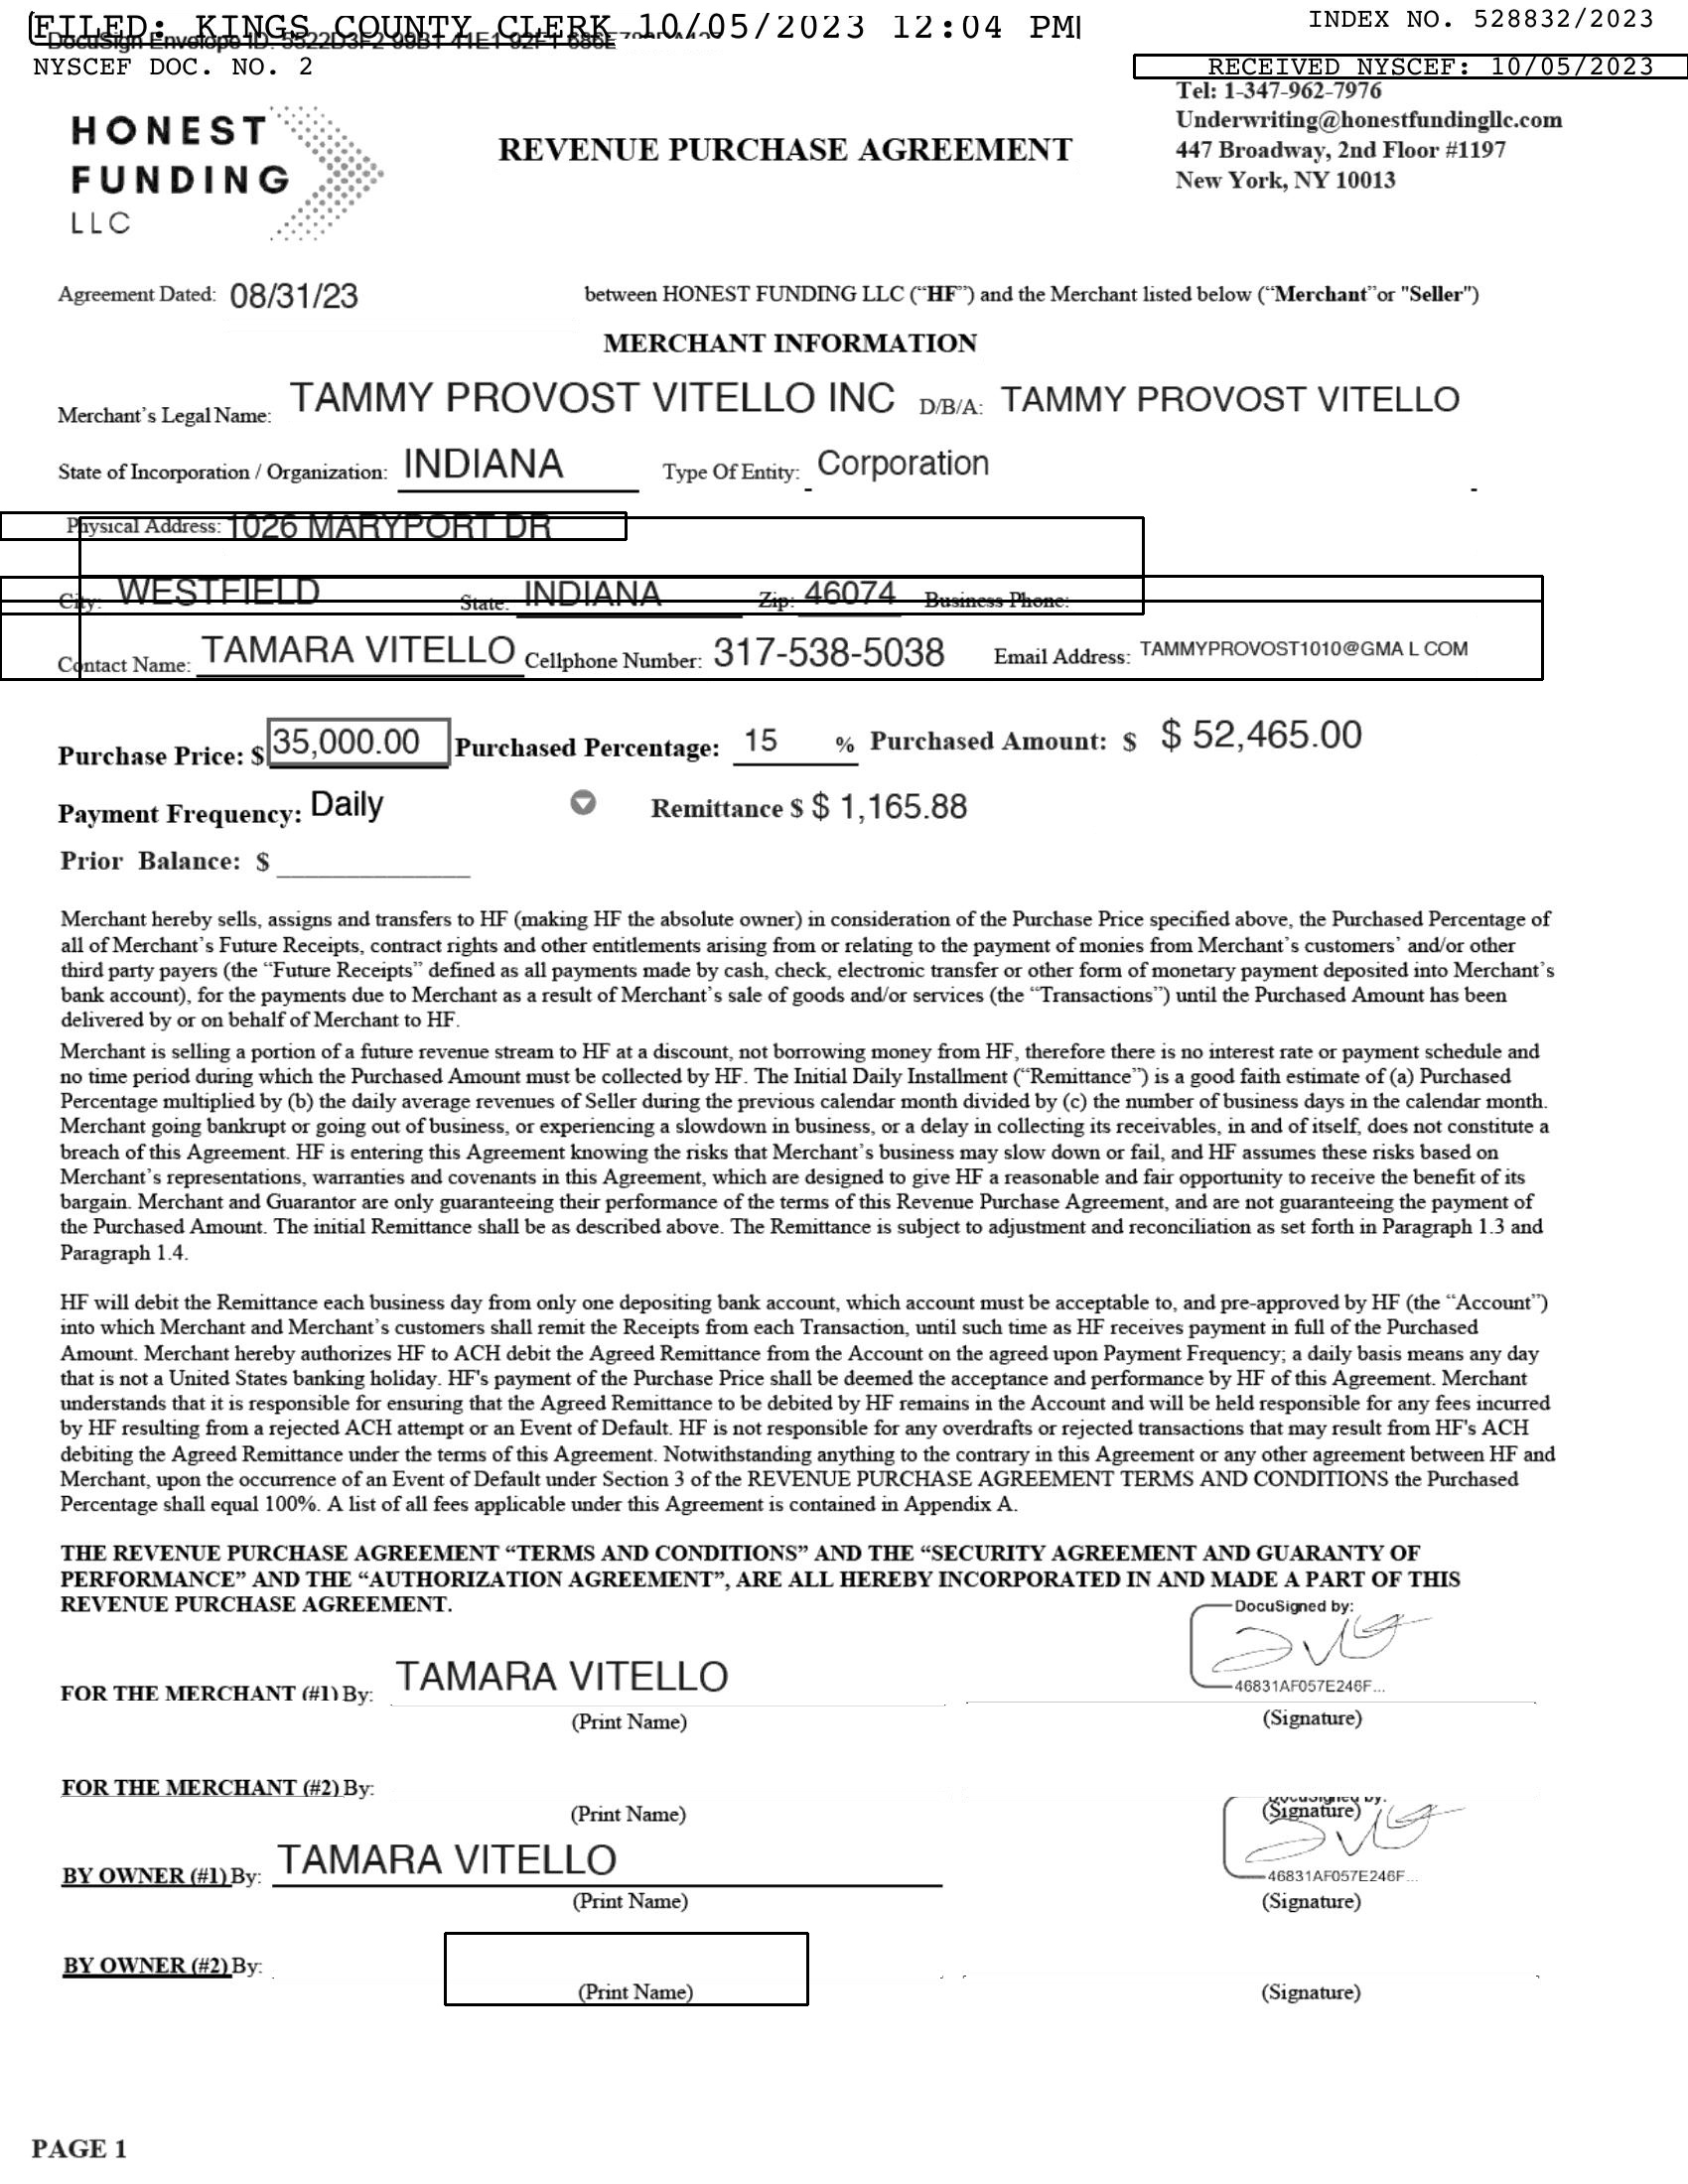 FILED: KINGS COUNTY CLERK 10/05/2023 12:04 PM
INDEX NO. 528832/2023
DocuSign Envelope ID:
NYSCEF DOC. NO. 2
RECEIVED NYSCEF: 10/05/2023
HONEST
FUNDING
LLC
REVENUE PURCHASE AGREEMENT
Tel: 1-347-962-7976
Underwriting@honestfundingllc.com
447 Broadway, 2nd Floor #1197
New York, NY 10013
Agreement Dated: 08/31/23 between HONEST FUNDING LLC (“HF”) and the Merchant listed below (“Merchant”or "Seller")
MERCHANT INFORMATION
Merchant’s Legal Name: TAMMY PROVOST VITELLO INC D/B/A: TAMMY PROVOST VITELLO
State of Incorporation / Organization: INDIANA Type Of Entity: Corporation
Physical Address: 1026 MARYPORT DR
City: WESTFIELD State: INDIANA Zip: 46074 Business Phone:
Contact Name: TAMARA VITELLO Cellphone Number: 317-538-5038 Email Address: TAMMYPROVOST1010@GMA L COM
Purchase Price: $ 35,000.00 Purchased Percentage: 15 % Purchased Amount: $ $ 52,465.00
Payment Frequency: Daily Remittance $ $ 1,165.88
Prior Balance: $
Merchant hereby sells, assigns and transfers to HF (making HF the absolute owner) in consideration of the Purchase Price specified above, the Purchased Percentage of
all of Merchant’s Future Receipts, contract rights and other entitlements arising from or relating to the payment of monies from Merchant’s customers’ and/or other
third party payers (the “Future Receipts” defined as all payments made by cash, check, electronic transfer or other form of monetary payment deposited into Merchant’s
bank account), for the payments due to Merchant as a result of Merchant’s sale of goods and/or services (the “Transactions”) until the Purchased Amount has been
delivered by or on behalf of Merchant to HF.
Merchant is selling a portion of a future revenue stream to HF at a discount, not borrowing money from HF, therefore there is no interest rate or payment schedule and
no time period during which the Purchased Amount must be collected by HF. The Initial Daily Installment (“Remittance”) is a good faith estimate of (a) Purchased
Percentage multiplied by (b) the daily average revenues of Seller during the previous calendar month divided by (c) the number of business days in the calendar month.
Merchant going bankrupt or going out of business, or experiencing a slowdown in business, or a delay in collecting its receivables, in and of itself, does not constitute a
breach of this Agreement. HF is entering this Agreement knowing the risks that Merchant’s business may slow down or fail, and HF assumes these risks based on
Merchant’s representations, warranties and covenants in this Agreement, which are designed to give HF a reasonable and fair opportunity to receive the benefit of its
bargain. Merchant and Guarantor are only guaranteeing their performance of the terms of this Revenue Purchase Agreement, and are not guaranteeing the payment of
the Purchased Amount. The initial Remittance shall be as described above. The Remittance is subject to adjustment and reconciliation as set forth in Paragraph 1.3 and
Paragraph 1.4.
HF will debit the Remittance each business day from only one depositing bank account, which account must be acceptable to, and pre-approved by HF (the “Account”)
into which Merchant and Merchant’s customers shall remit the Receipts from each Transaction, until such time as HF receives payment in full of the Purchased
Amount. Merchant hereby authorizes HF to ACH debit the Agreed Remittance from the Account on the agreed upon Payment Frequency; a daily basis means any day
that is not a United States banking holiday. HF's payment of the Purchase Price shall be deemed the acceptance and performance by HF of this Agreement. Merchant
understands that it is responsible for ensuring that the Agreed Remittance to be debited by HF remains in the Account and will be held responsible for any fees incurred
by HF resulting from a rejected ACH attempt or an Event of Default. HF is not responsible for any overdrafts or rejected transactions that may result from HF's ACH
debiting the Agreed Remittance under the terms of this Agreement. Notwithstanding anything to the contrary in this Agreement or any other agreement between HF and
Merchant, upon the occurrence of an Event of Default under Section 3 of the REVENUE PURCHASE AGREEMENT TERMS AND CONDITIONS the Purchased
Percentage shall equal 100%. A list of all fees applicable under this Agreement is contained in Appendix A.
THE REVENUE PURCHASE AGREEMENT “TERMS AND CONDITIONS” AND THE “SECURITY AGREEMENT AND GUARANTY OF
PERFORMANCE” AND THE “AUTHORIZATION AGREEMENT”, ARE ALL HEREBY INCORPORATED IN AND MADE A PART OF THIS
REVENUE PURCHASE AGREEMENT.
DocuSigned by:
FOR THE MERCHANT (#1) By: TAMARA VITELLO 46831AF057E246F...
(Print Name) (Signature)
FOR THE MERCHANT (#2) By:
DocuSigned by:
(Print Name) (Signature)
BY OWNER (#1) By: TAMARA VITELLO 46831AF057E246F...
(Print Name) (Signature)
BY OWNER (#2) By:
(Print Name) (Signature)
PAGE 1